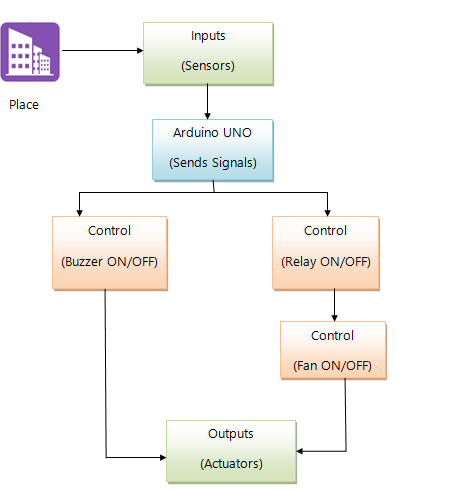 Inputs
(Sensors)
Place
Arduino UNO
(Sends Signals)
Control
(Buzzer ON/OFF)
Control
(Relay ON/OFF)
Control
(Fan ON/OFF)
Outputs
(Actuators)